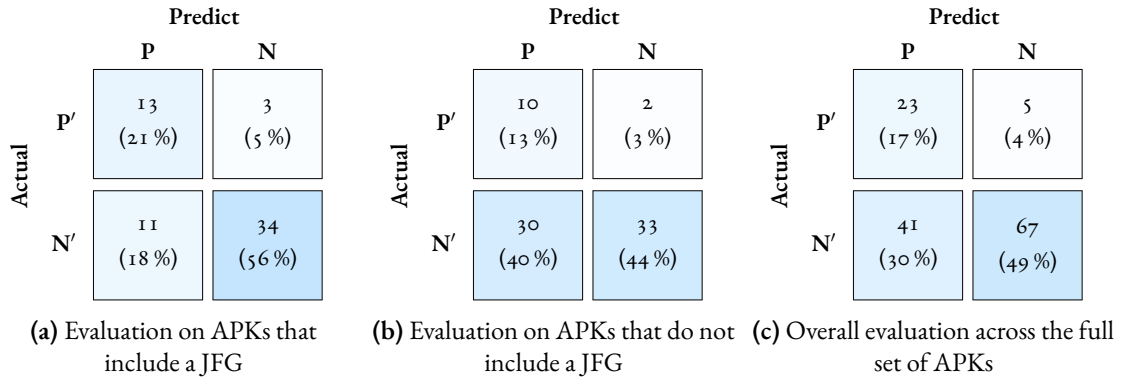 Predict Predict Predict
P N P N P N
P′ 13 3 P′ 10 2 P′ 23 5
(21 %) (5 %) (13 %) (3 %) (17 %) (4 %)
Actual Actual Actual
N′ 11 34 N′ 30 33 N′ 41 67
(18 %) (56 %) (40 %) (44 %) (30 %) (49 %)
(a) Evaluation on APKs that (b) Evaluation on APKs that do not (c) Overall evaluation across the full
include a JFG include a JFG set of APKs